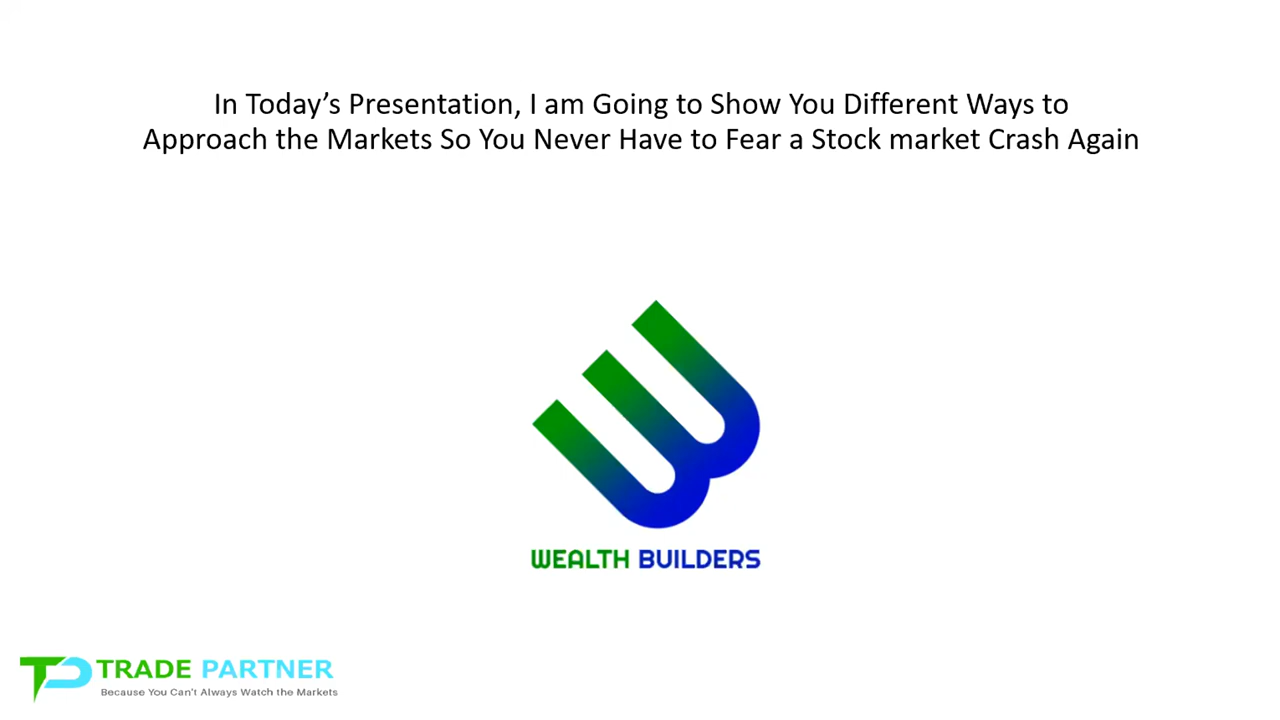 In Today’s Presentation, I am Going to Show You Different Ways to
Approach the Markets So You Never Have to Fear a Stock market Crash Again
WEALTH BUILDERS
TRADE PARTNER
Because You Can't Always Watch the Markets